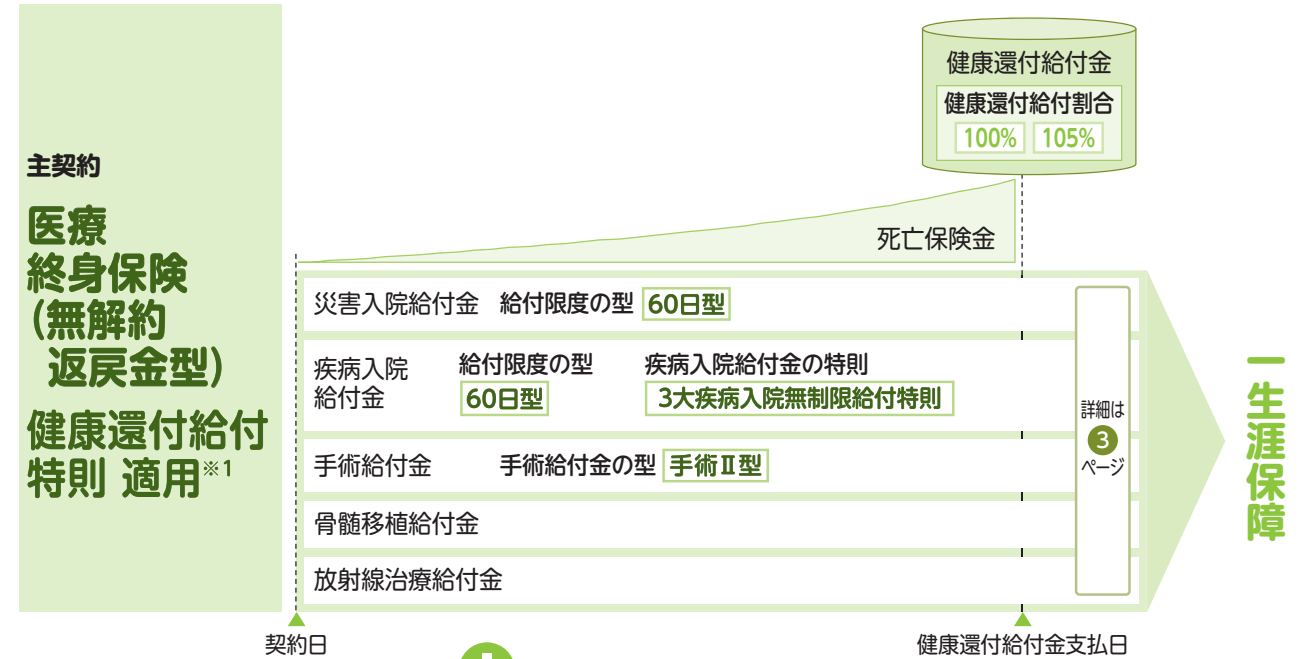 主契約
医療
終身保険
(無解約
返戻金型)
健康還付給付
特則 適用※1
健康還付給付金
健康還付給付割合
100% 105%
死亡保険金
災害入院給付金 給付限度の型 60日型
疾病入院
給付金
給付限度の型
60日型
疾病入院給付金の特則
3大疾病入院無制限給付特則
手術給付金 手術給付金の型 手術Ⅱ型
骨髄移植給付金
放射線治療給付金
詳細は
3
ページ
一生涯保障
契約日
健康還付給付金支払日